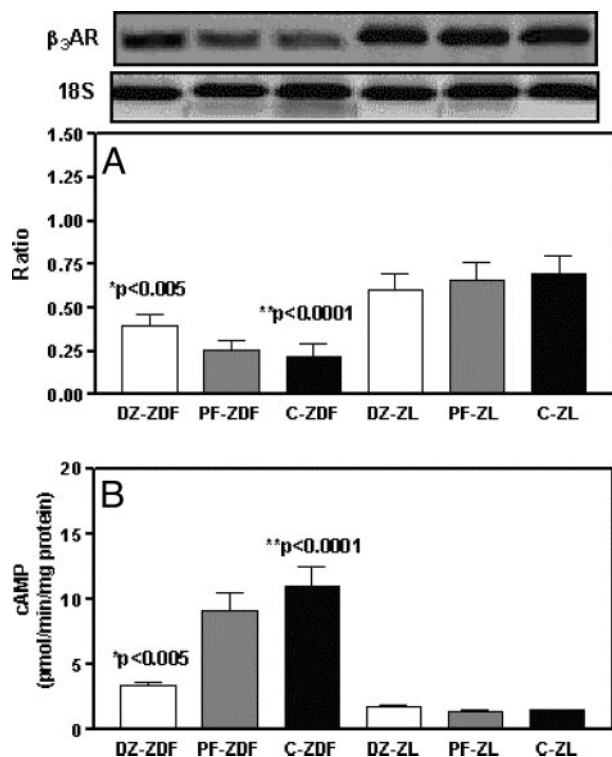 β₃AR
18S
A
Ratio
1.50
1.25
1.00
0.75
0.50
0.25
0.00
*p<0.005
**p<0.0001
DZ-ZDF PF-ZDF C-ZDF DZ-ZL PF-ZL C-ZL
B
cAMP
(pmol/min/mg protein)
20
15
10
5
0
**p<0.0001
*p<0.005
DZ-ZDF PF-ZDF C-ZDF DZ-ZL PF-ZL C-ZL